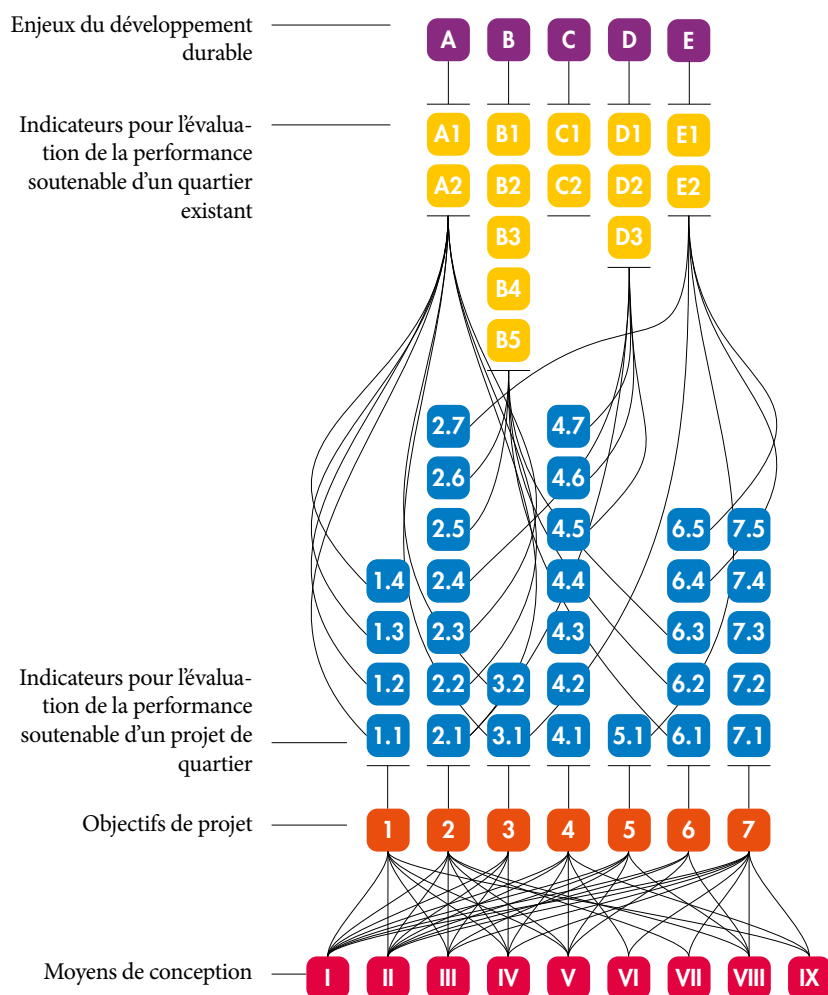 Enjeux du développement
durable
A B C D E
Indicateurs pour l'évalua-
tion de la performance
soutenable d'un quartier
existant
A1 B1 C1 D1 E1
A2 B2 C2 D2 E2
B3 D3
B4
B5
2.7 4.7
2.6 4.6
2.5 4.5 6.5 7.5
1.4 2.4 4.4 6.4 7.4
1.3 2.3 4.3 6.3 7.3
1.2 2.2 3.2 4.2 6.2 7.2
1.1 2.1 3.1 4.1 5.1 6.1 7.1
Indicateurs pour l'évalua-
tion de la performance
soutenable d'un projet de
quartier
Objectifs de projet
1 2 3 4 5 6 7
Moyens de conception
I II III IV V VI VII VIII IX